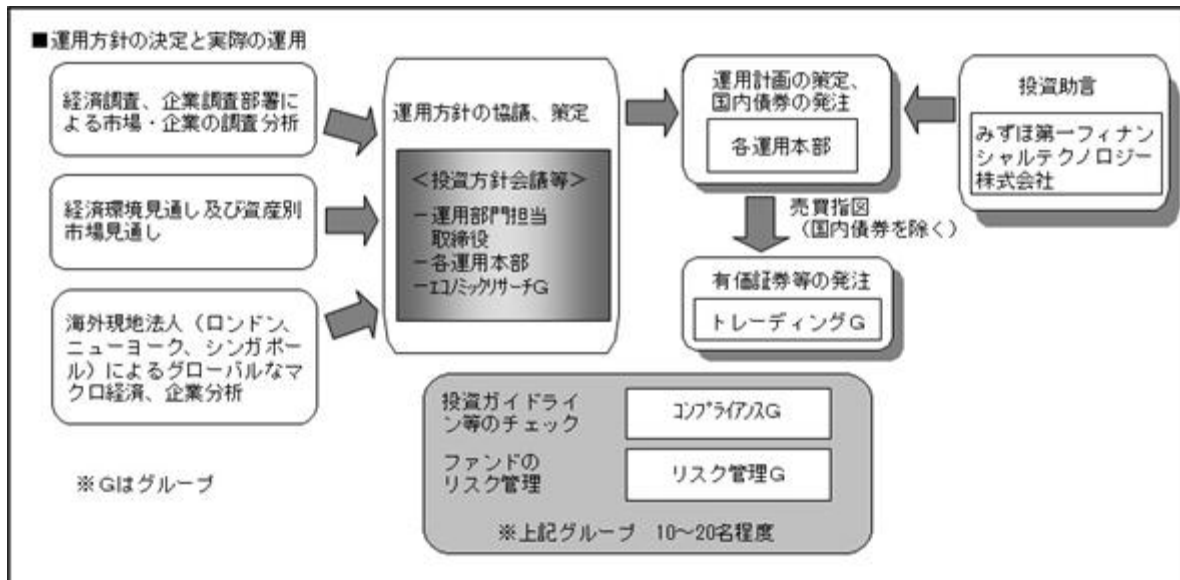 ■運用方針の決定と実際の運用
経済調査、企業調査部署に
よる市場・企業の調査分析
経済環境見通し及び資産別
市場見通し
海外現地法人（ロンドン、
ニューヨーク、シンガポー
ル）によるグローバルなマ
クロ経済、企業分析
※Gはグループ
運用方針の協議、策定
＜投資方針会議等＞
－運用部門担当
取締役
－各運用本部
－ｴｺﾉﾐｯｸﾘｻｰﾁG
運用計画の策定、
国内債券の発注
各運用本部
売買指図
（国内債券を除く）
有価証券等の発注
トレーディングG
投資助言
みずほ第一フィナン
シャルテクノロジー
株式会社
投資ガイドライ
ン等のチェック
ｺﾝﾌﾟﾗｲｱﾝｽG
ファンドの
リスク管理
リスク管理G
※上記グループ　10～20名程度